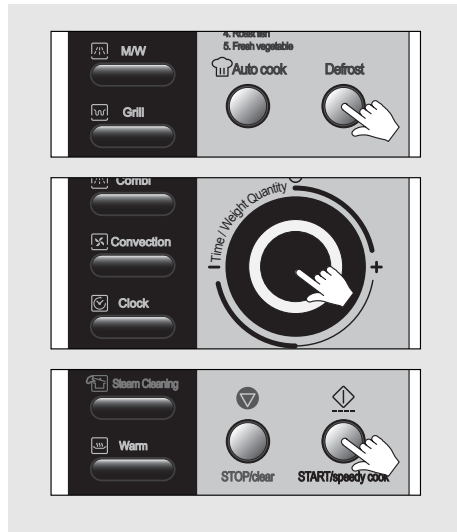 4. Roast fish
5. Fresh vegetable
M/W
Auto cook
Defrost
Grill
Combi
Time / Weight Quantity
Convection
- +
Clock
Steam Cleaning
Warm
STOP/clear
START/speedy cook